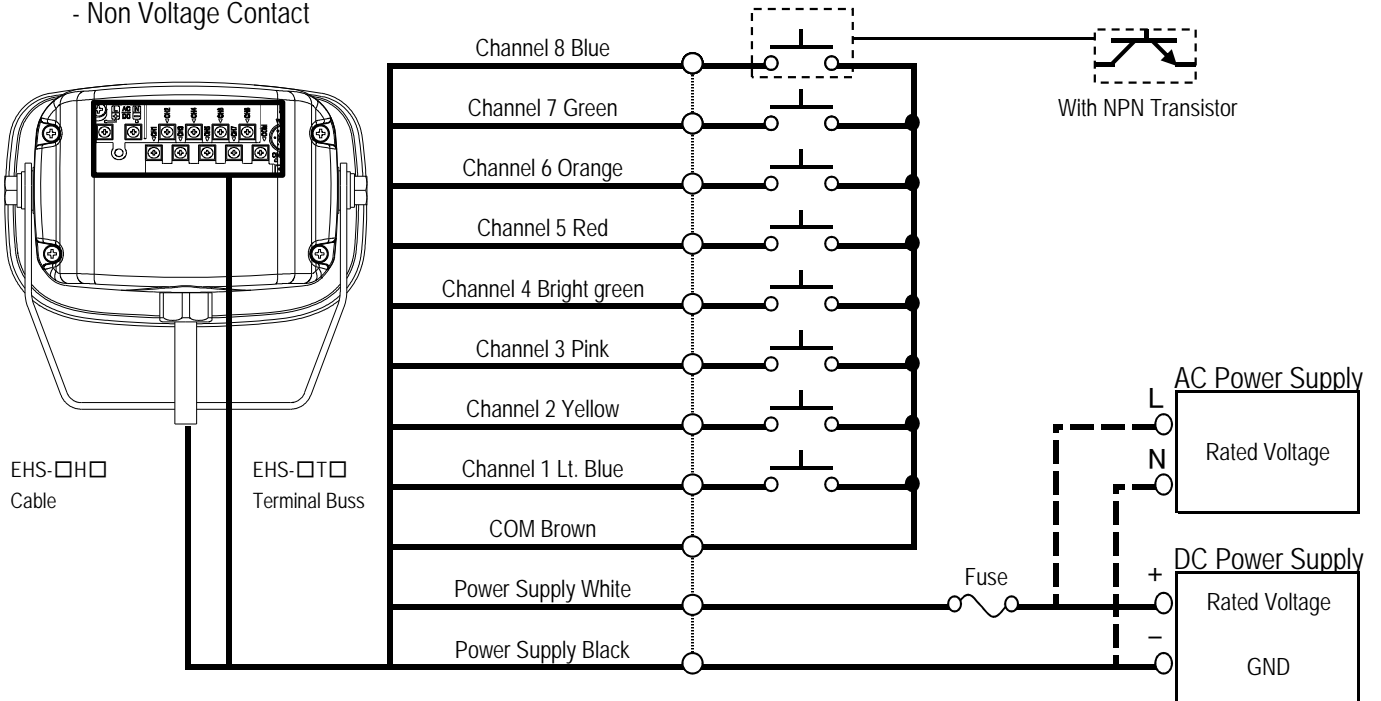 - Non Voltage Contact
Channel 8 Blue
With NPN Transistor
Channel 7 Green
Channel 6 Orange
Channel 5 Red
Channel 4 Bright green
Channel 3 Pink
Channel 2 Yellow
Channel 1 Lt. Blue
COM Brown
Power Supply White
Power Supply Black
EHS-□H□
Cable
EHS-□T□
Terminal Buss
Fuse
AC Power Supply
L
N
Rated Voltage
DC Power Supply
+
Rated Voltage
–
GND